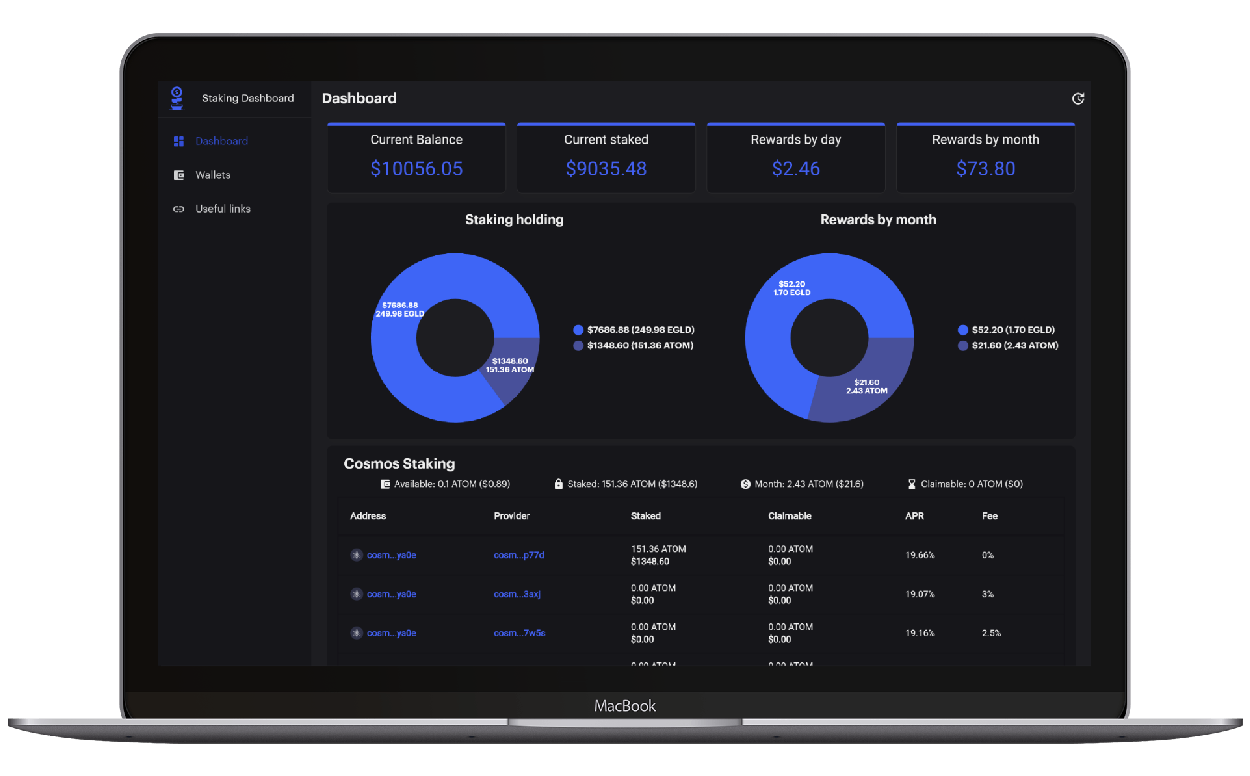 Staking Dashboard
Dashboard
Dashboard
Wallets
Useful links
Current Balance
$10056.05
Current staked
$9035.48
Rewards by day
$2.46
Rewards by month
$73.80
Staking holding
$7686.88
249.98 EGLD
$1348.60
151.36 ATOM
$7686.88 (249.98 EGLD)
$1348.60 (151.36 ATOM)
Rewards by month
$52.20
1.70 EGLD
$21.60
2.43 ATOM
$52.20 (1.70 EGLD)
$21.60 (2.43 ATOM)
Cosmos Staking
Available: 0.1 ATOM ($0.89) Staked: 151.36 ATOM ($1348.6) Month: 2.43 ATOM ($21.6) Claimable: 0 ATOM ($0)
Address Provider Staked Claimable APR Fee
cosm...ya0e cosm...p77d 151.36 ATOM 0.00 ATOM 19.66% 0%
$1348.60 $0.00
cosm...ya0e cosm...3axj 0.00 ATOM 0.00 ATOM 19.07% 3%
$0.00 $0.00
cosm...ya0e cosm...7w5s 0.00 ATOM 0.00 ATOM 19.16% 2.5%
$0.00 $0.00
0.00 ATOM 0.00 ATOM
MacBook